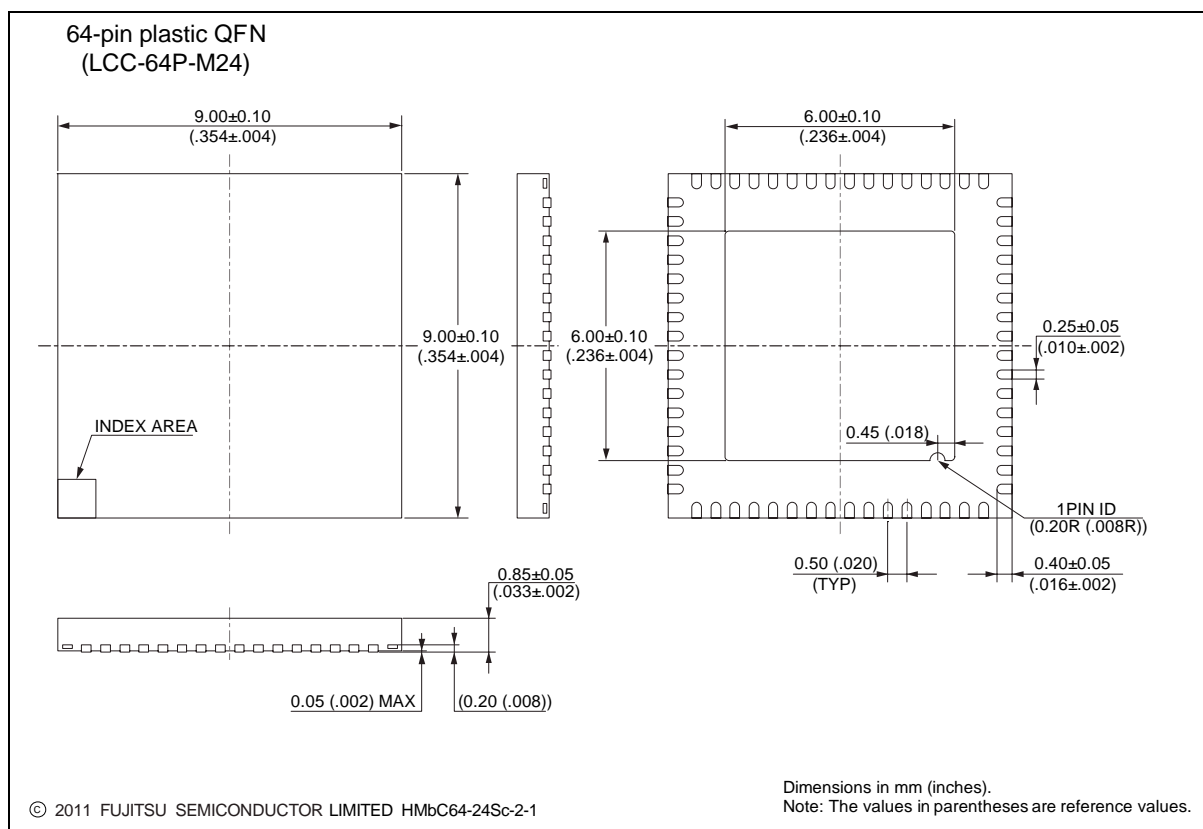 64-pin plastic QFN
(LCC-64P-M24)
9.00±0.10
(.354±.004)
6.00±0.10
(.236±.004)
9.00±0.10
(.354±.004)
6.00±0.10
(.236±.004)
0.25±0.05
(.010±.002)
INDEX AREA
0.45 (.018)
1PIN ID
(0.20R (.008R))
0.50 (.020)
(TYP)
0.40±0.05
(.016±.002)
0.85±0.05
(.033±.002)
0.05 (.002) MAX
(0.20 (.008))
Dimensions in mm (inches).
Note: The values in parentheses are reference values.
© 2011 FUJITSU SEMICONDUCTOR LIMITED HMbC64-24Sc-2-1